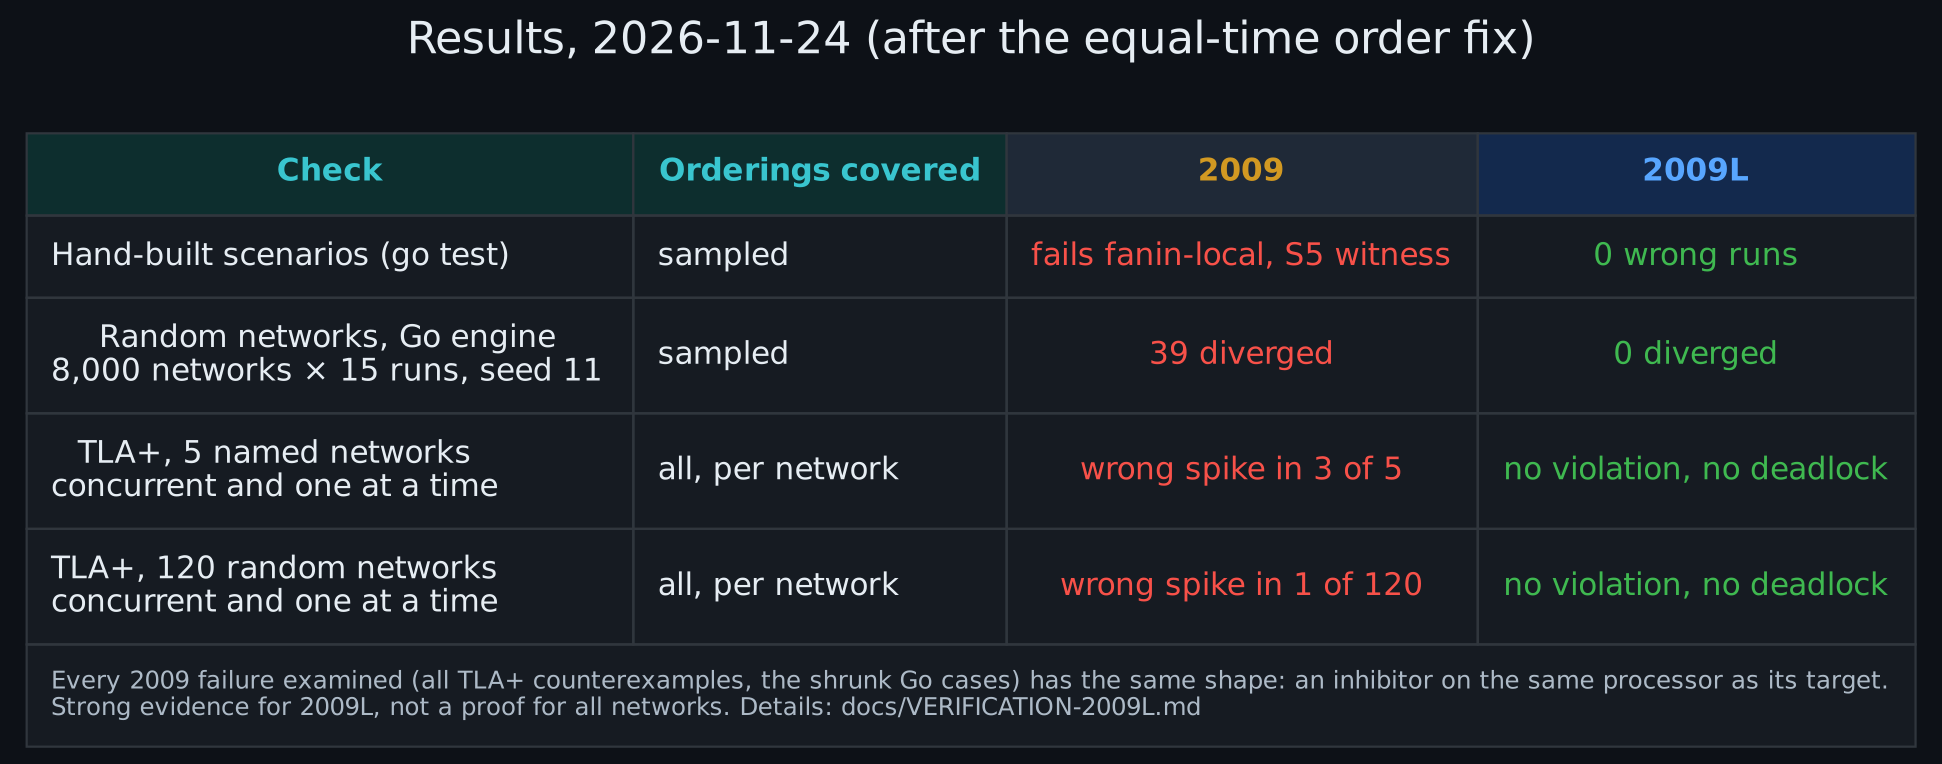 Results, 2026-11-24 (after the equal-time order fix)
Check
Orderings covered
2009
2009L
Hand-built scenarios (go test)
sampled
fails fanin-local, S5 witness
0 wrong runs
Random networks, Go engine
8,000 networks × 15 runs, seed 11
sampled
39 diverged
0 diverged
TLA+, 5 named networks
concurrent and one at a time
all, per network
wrong spike in 3 of 5
no violation, no deadlock
TLA+, 120 random networks
concurrent and one at a time
all, per network
wrong spike in 1 of 120
no violation, no deadlock
Every 2009 failure examined (all TLA+ counterexamples, the shrunk Go cases) has the same shape: an inhibitor on the same processor as its target.
Strong evidence for 2009L, not a proof for all networks. Details: docs/VERIFICATION-2009L.md